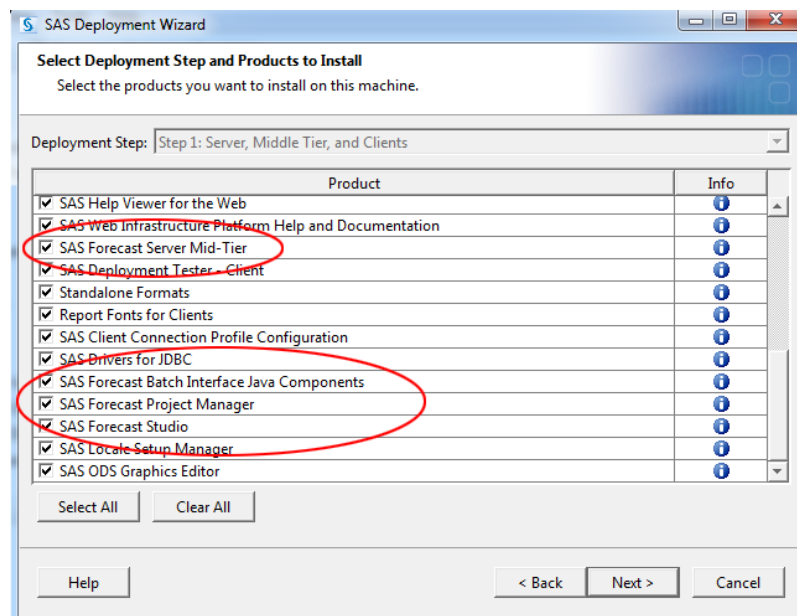 SAS Deployment Wizard
Select Deployment Step and Products to Install
Select the products you want to install on this machine.
Deployment Step: Step 1: Server, Middle Tier, and Clients
Product Info
SAS Help Viewer for the Web
SAS Web Infrastructure Platform Help and Documentation
SAS Forecast Server Mid-Tier
SAS Deployment Tester - Client
Standalone Formats
Report Fonts for Clients
SAS Client Connection Profile Configuration
SAS Drivers for JDBC
SAS Forecast Batch Interface Java Components
SAS Forecast Project Manager
SAS Forecast Studio
SAS Locale Setup Manager
SAS ODS Graphics Editor
Select All Clear All
Help < Back Next > Cancel